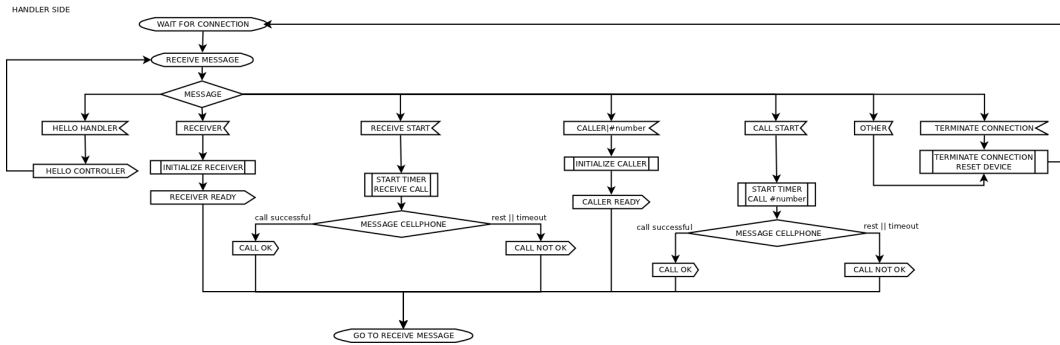 HANDLER SIDE
WAIT FOR CONNECTION
RECEIVE MESSAGE
MESSAGE
HELLO HANDLER
RECEIVER
RECEIVE START
CALLER|#number
CALL START
OTHER
TERMINATE CONNECTION
HELLO CONTROLLER
INITIALIZE RECEIVER
INITIALIZE CALLER
TERMINATE CONNECTION
RESET DEVICE
START TIMER
RECEIVE CALL
START TIMER
CALL #number
RECEIVER READY
CALLER READY
call successful
MESSAGE CELLPHONE
rest || timeout
call successful
MESSAGE CELLPHONE
rest || timeout
CALL OK
CALL NOT OK
CALL OK
CALL NOT OK
GO TO RECEIVE MESSAGE